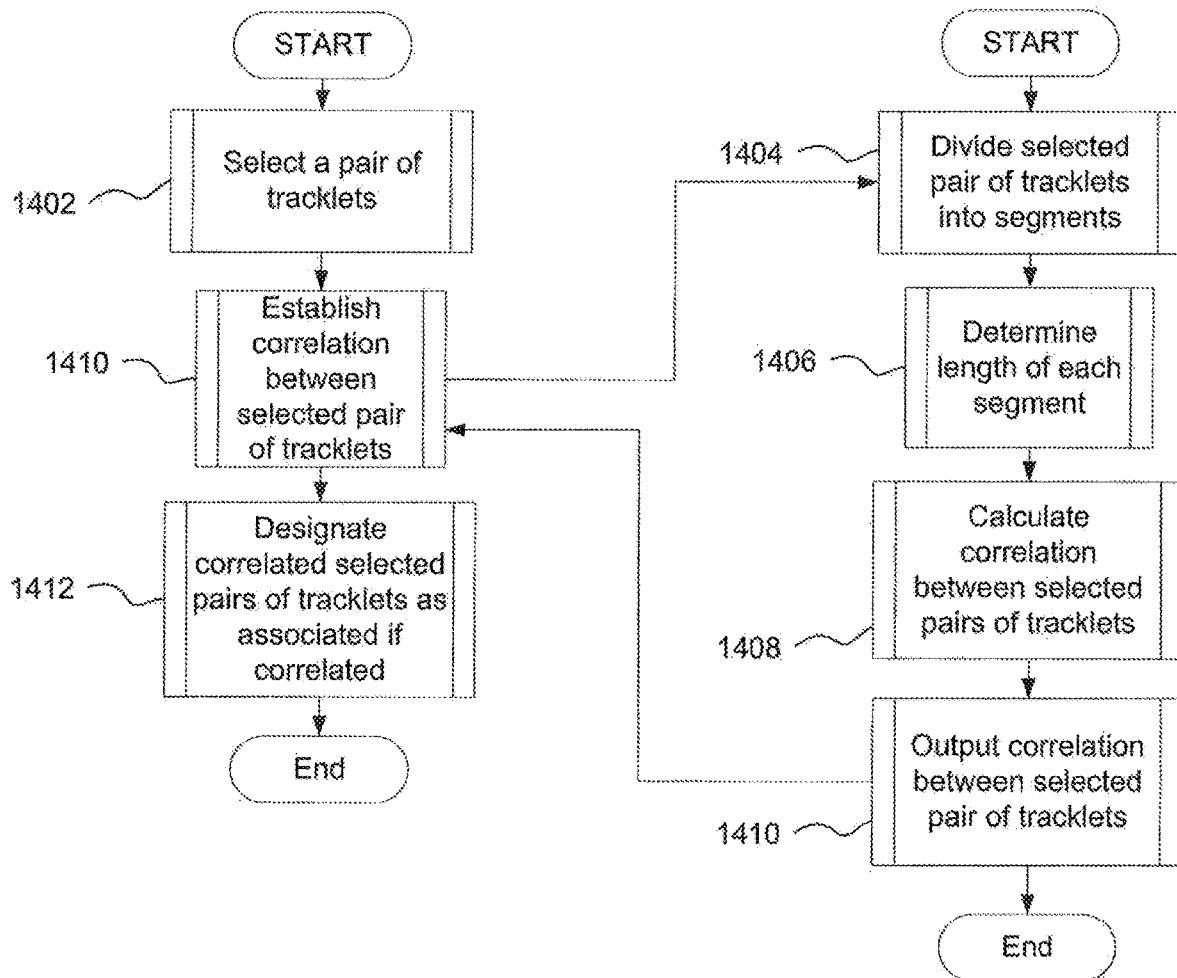 START
Select a pair of
tracklets
1402
Establish
correlation
between
selected pair
of tracklets
1410
Designate
correlated selected
pairs of tracklets as
associated if
correlated
1412
End
START
1404
Divide selected
pair of tracklets
into segments
1406
Determine
length of each
segment
Calculate
correlation
between selected
pairs of tracklets
1408
Output correlation
between selected
pair of tracklets
1410
End